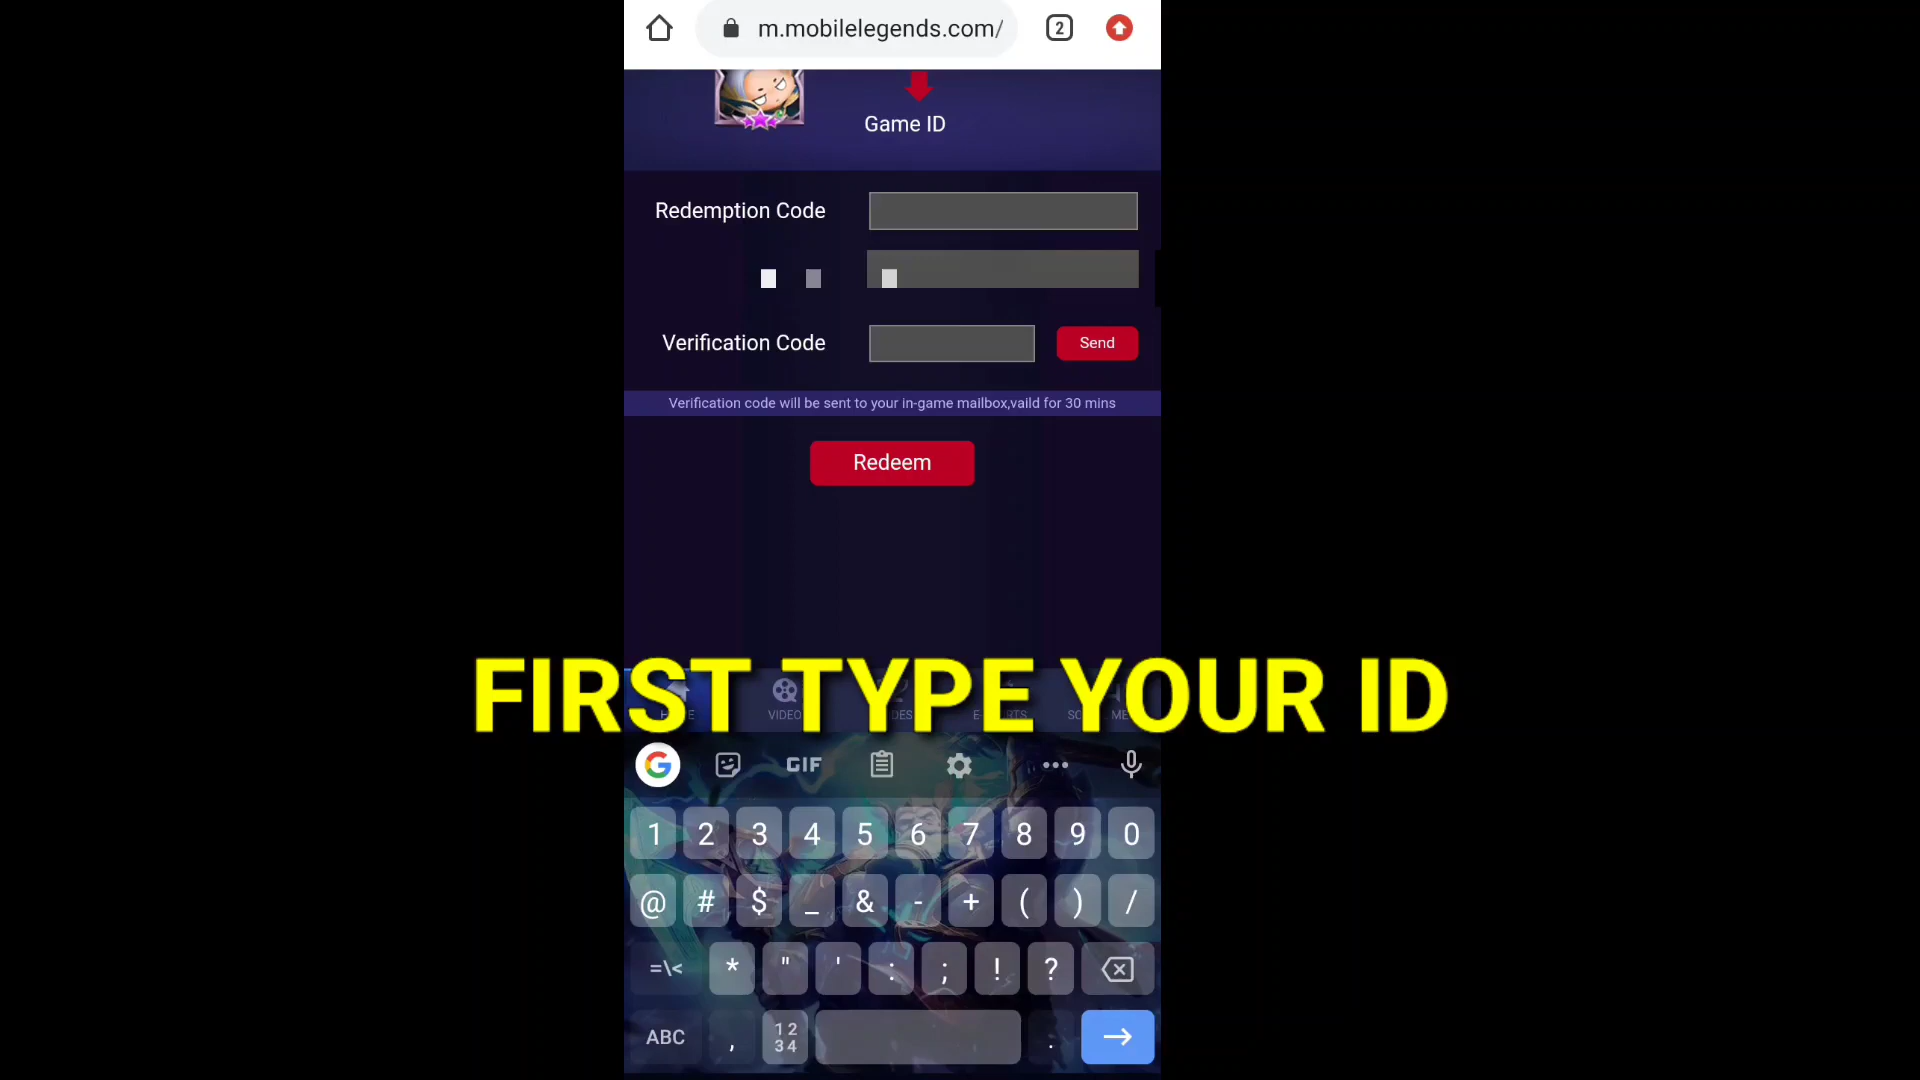 m.mobilelegends.com/
2
Game ID
Redemption Code
Verification Code
Send
Verification code will be sent to your in-game mailbox,vaild for 30 mins
Redeem
FIRST TYPE YOUR ID
VIDEO
GIF
1 2 3 4 5 6 7 8 9 0
@ # $ _ & - + ( ) /
=\< * " ' : ; ! ?
ABC , 12 34 .